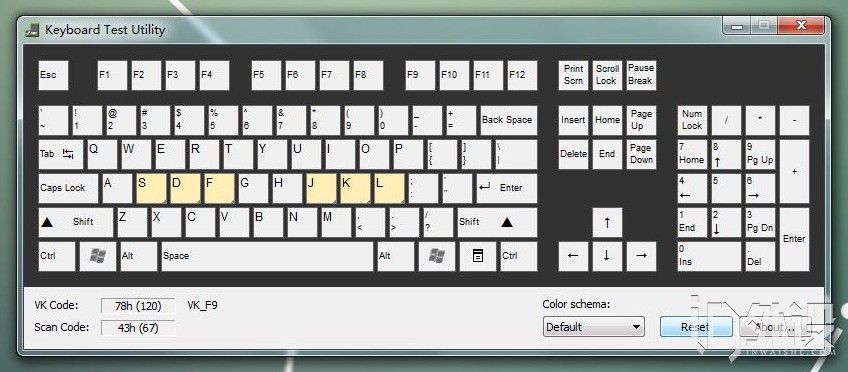 Keyboard Test Utility
Esc F1 F2 F3 F4 F5 F6 F7 F8 F9 F10 F11 F12 Print Scrn Scroll Lock Pause Break
' ~ ! 1 @ 2 # 3 $ 4 % 5 ^ 6 & 7 * 8 ( 9 ) 0 _ - + = Back Space Insert Home Page Up Num Lock / * -
Tab Q W E R T Y U I O P { [ } ] \ | Delete End Page Down 7 Home 8 ↑ 9 Pg Up +
Caps Lock A S D F G H J K L : ; " ' ↵ Enter 4 ← 5 6 →
▲ Shift Z X C V B N M , < . > / ? Shift ▲ ↑ 1 End 2 ↓ 3 Pg Dn Enter
Ctrl Alt Space Alt Ctrl ← ↓ → 0 Ins . Del
VK Code: 78h (120) VK_F9
Scan Code: 43h (67)
Color schema:
Default Reset About...
INWAISHE.COM